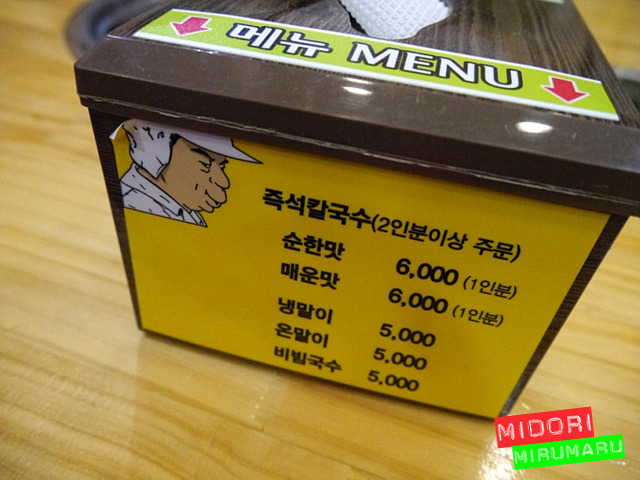 메뉴 MENU
즉석칼국수(2인분이상 주문)
순한맛 6,000 (1인분)
매운맛 6,000 (1인분)
냉말이 5,000
온말이 5,000
비빔국수 5,000
MIDORI
MIRUMARU